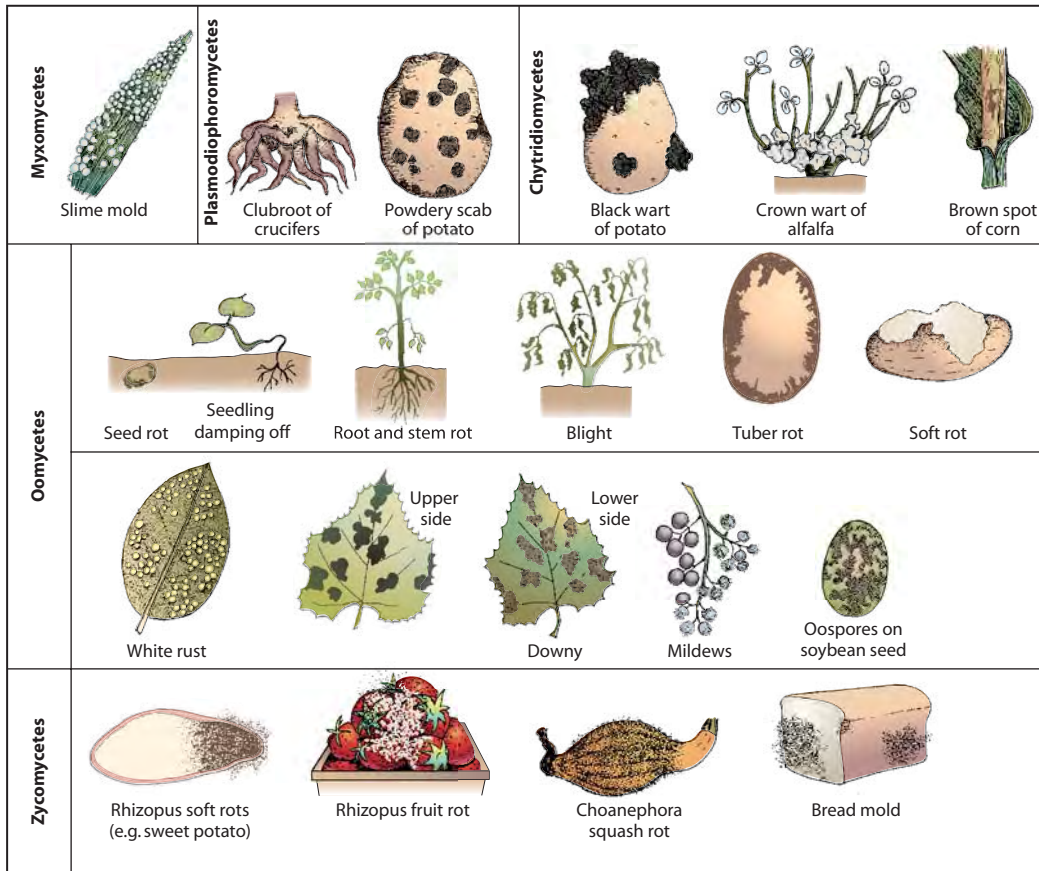 Myxomycetes
Slime mold
Plasmodiophoromycetes
Clubroot of
crucifers
Powdery scab
of potato
Chytridiomycetes
Black wart
of potato
Crown wart of
alfalfa
Brown spot
of corn
Oomycetes
Seed rot
Seedling
damping off
Root and stem rot
Blight
Tuber rot
Soft rot
White rust
Upper
side
Lower
side
Downy
Mildews
Oospores on
soybean seed
Zycomycetes
Rhizopus soft rots
(e.g. sweet potato)
Rhizopus fruit rot
Choanephora
squash rot
Bread mold